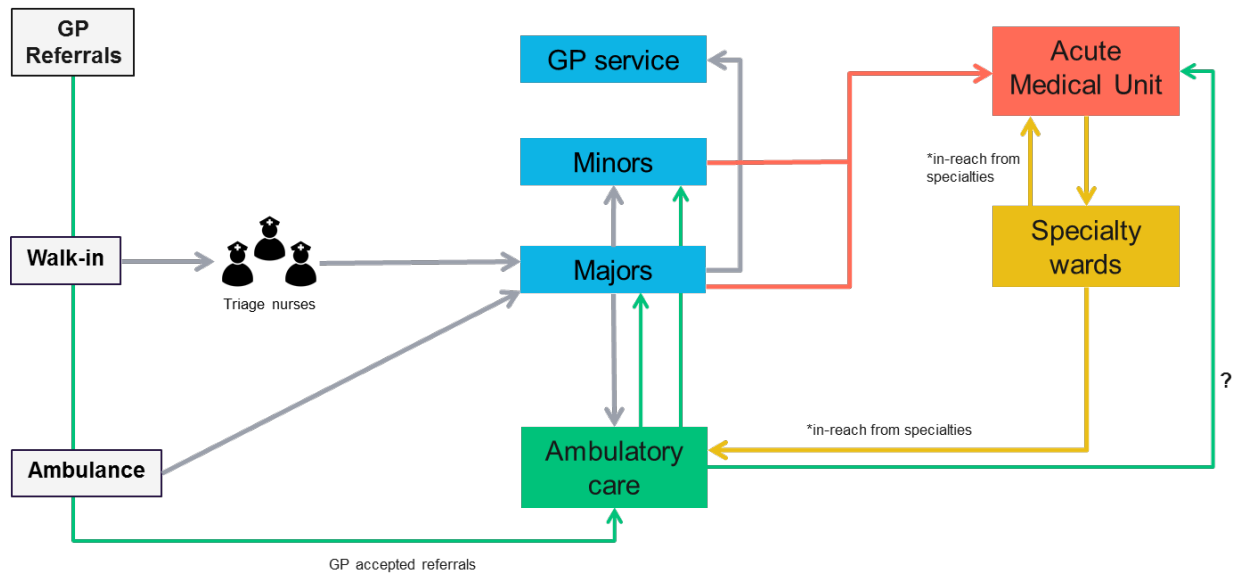 GP
Referrals
GP service
Acute
Medical Unit
Minors
*in-reach from
specialties
Walk-in
Triage nurses
Majors
Specialty
wards
?
*in-reach from specialties
Ambulance
Ambulatory
care
GP accepted referrals